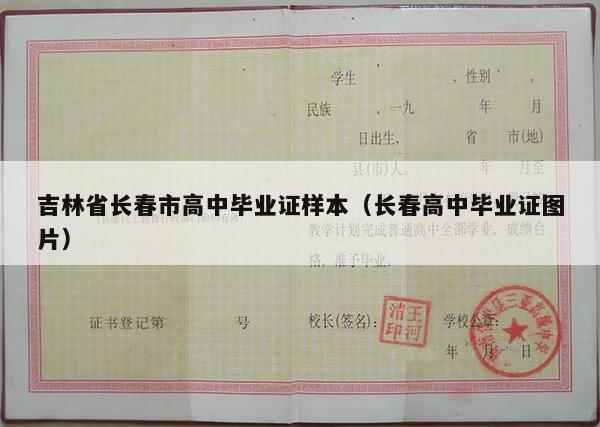 学生 ，性别 ，
民族 ，一九 年 月
日出生， 省 市(地)
县(市)人。 年 月至
吉林省长春市高中毕业证样本（长春高中毕业证图
片）
教学计划完成普通高中全部学业，成绩合
格，准予毕业。
证书登记第 号
校长(签名)：
王河
清印
学校公章：
年 月 日